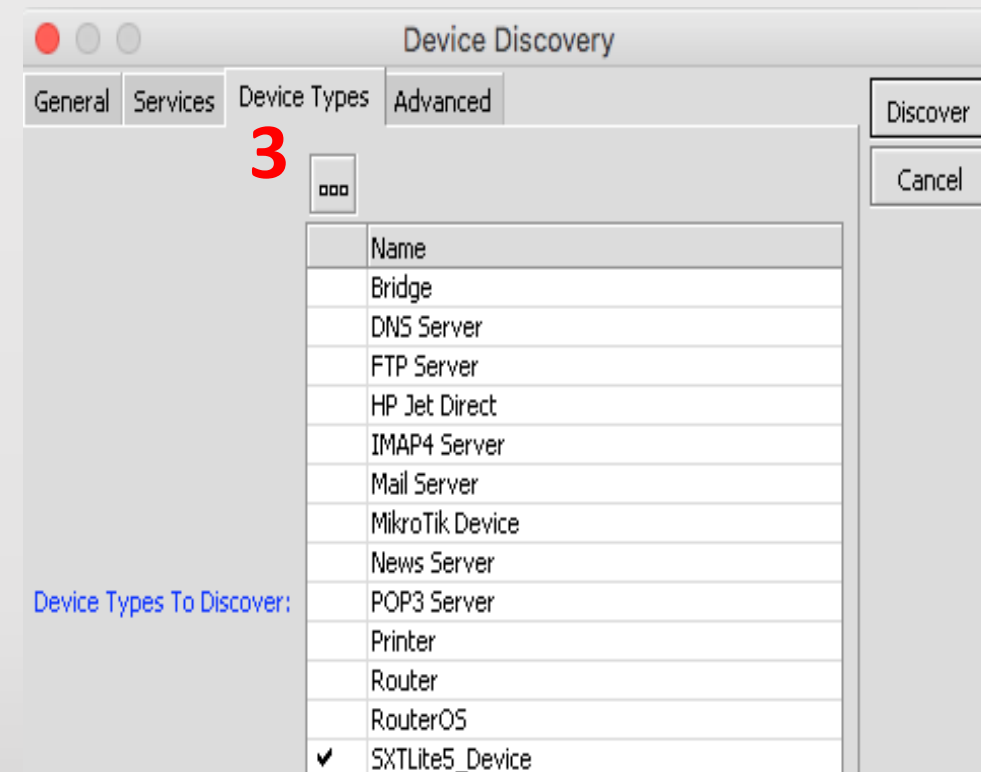 Device Discovery
General Services Device Types Advanced
Discover
3
Cancel
Name
Bridge
DNS Server
FTP Server
HP Jet Direct
IMAP4 Server
Mail Server
MikroTik Device
News Server
Device Types To Discover:
POP3 Server
Printer
Router
RouterOS
SXTLite5_Device